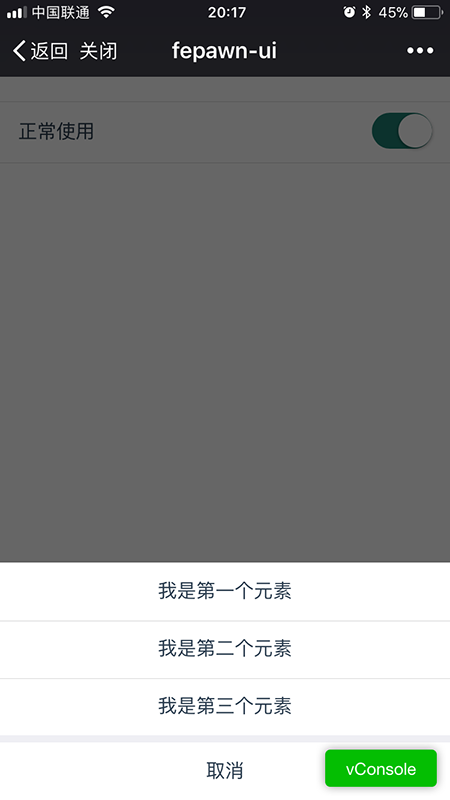 中国联通 20:17 45%
返回 关闭 fepawn-ui
正常使用
我是第一个元素
我是第二个元素
我是第三个元素
取消 vConsole